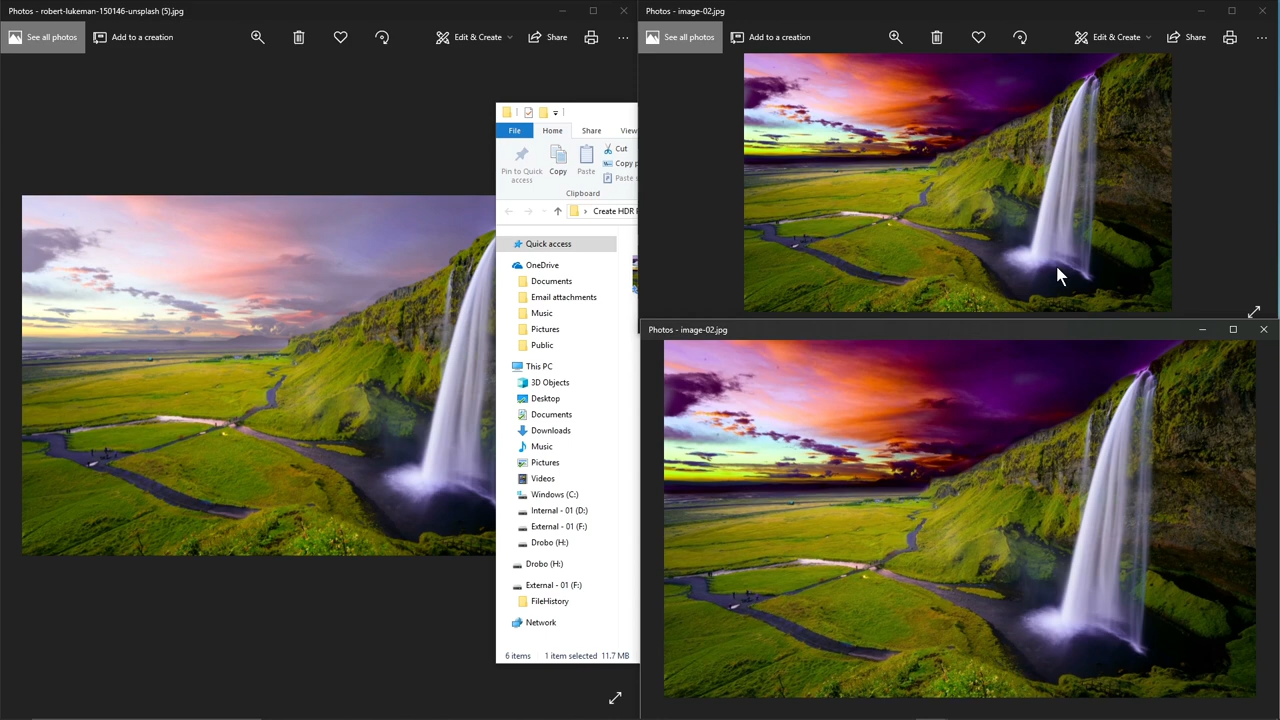 Photos - robert-lukeman-150146-unsplash (5).jpg
See all photos
Add to a creation
Edit & Create
Share
Photos - image-02.jpg
See all photos
Add to a creation
Edit & Create
Share
File
Home
Share
View
Pin to Quick
access
Copy
Paste
Cut
Copy p
Paste s
Clipboard
Create HDR
Quick access
OneDrive
Documents
Email attachments
Music
Pictures
Public
This PC
3D Objects
Desktop
Documents
Downloads
Music
Pictures
Videos
Windows (C:)
Internal - 01 (D:)
External - 01 (F:)
Drobo (H:)
Drobo (H:)
External - 01 (F:)
FileHistory
Network
6 items
1 item selected 11.7 MB
Photos - image-02.jpg